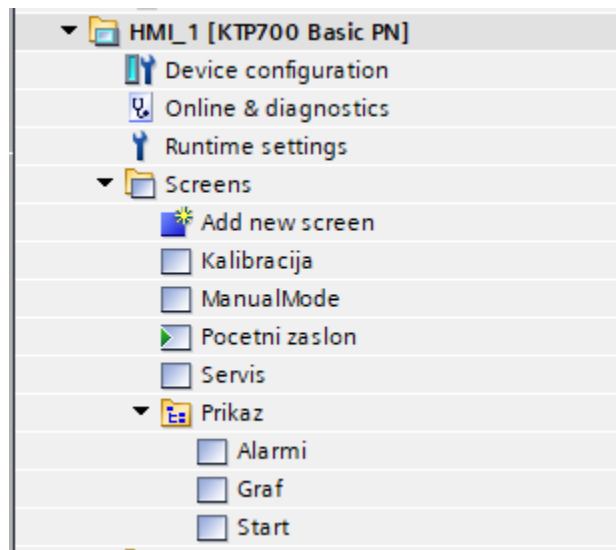 HMI_1 [KTP700 Basic PN]
Device configuration
Online & diagnostics
Runtime settings
Screens
Add new screen
Kalibracija
ManualMode
Pocetni zaslon
Servis
Prikaz
Alarmi
Graf
Start